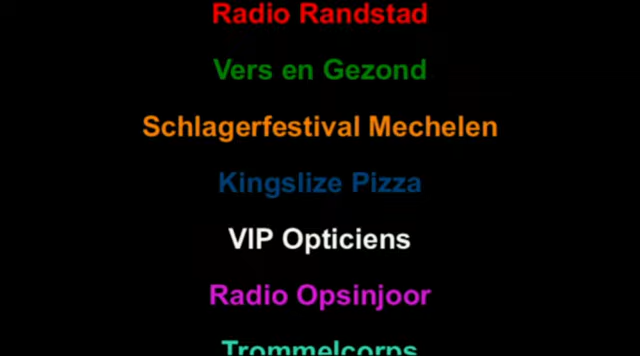 Radio Randstad
Vers en Gezond
Schlagerfestival Mechelen
Kingslize Pizza
VIP Opticiens
Radio Opsinjoor
Trommelcorps